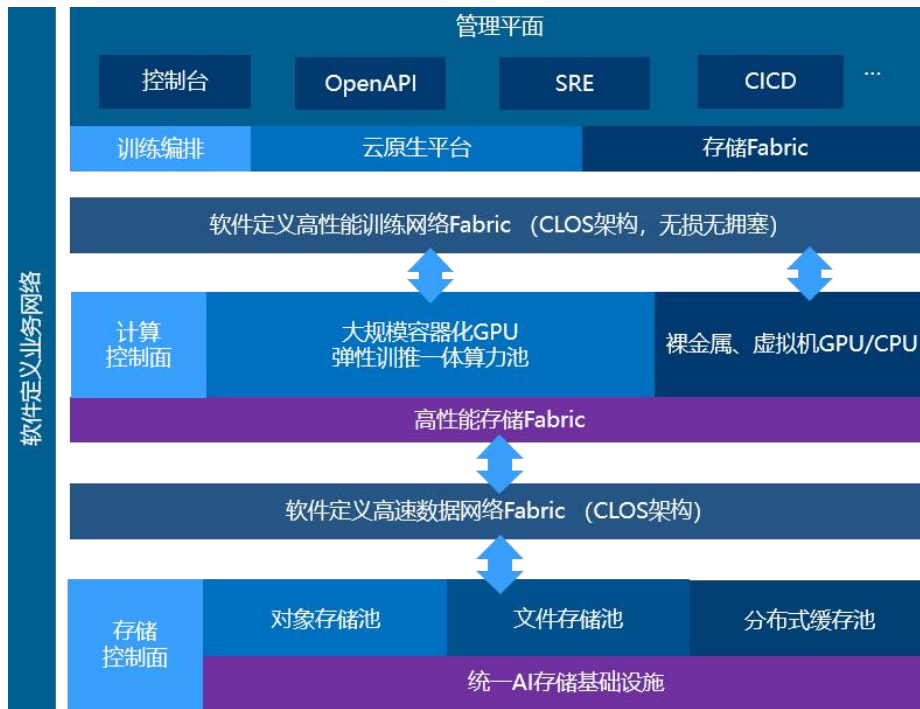 软件定义业务网络
管理平面
控制台
OpenAPI
SRE
CICD
...
训练编排
云原生平台
存储Fabric
软件定义高性能训练网络Fabric (CLOS架构，无损无拥塞)
计算
控制面
大规模容器化GPU
弹性训推一体算力池
裸金属、虚拟机GPU/CPU
高性能存储Fabric
软件定义高速数据网络Fabric (CLOS架构)
存储
控制面
对象存储池
文件存储池
分布式缓存池
统一AI存储基础设施